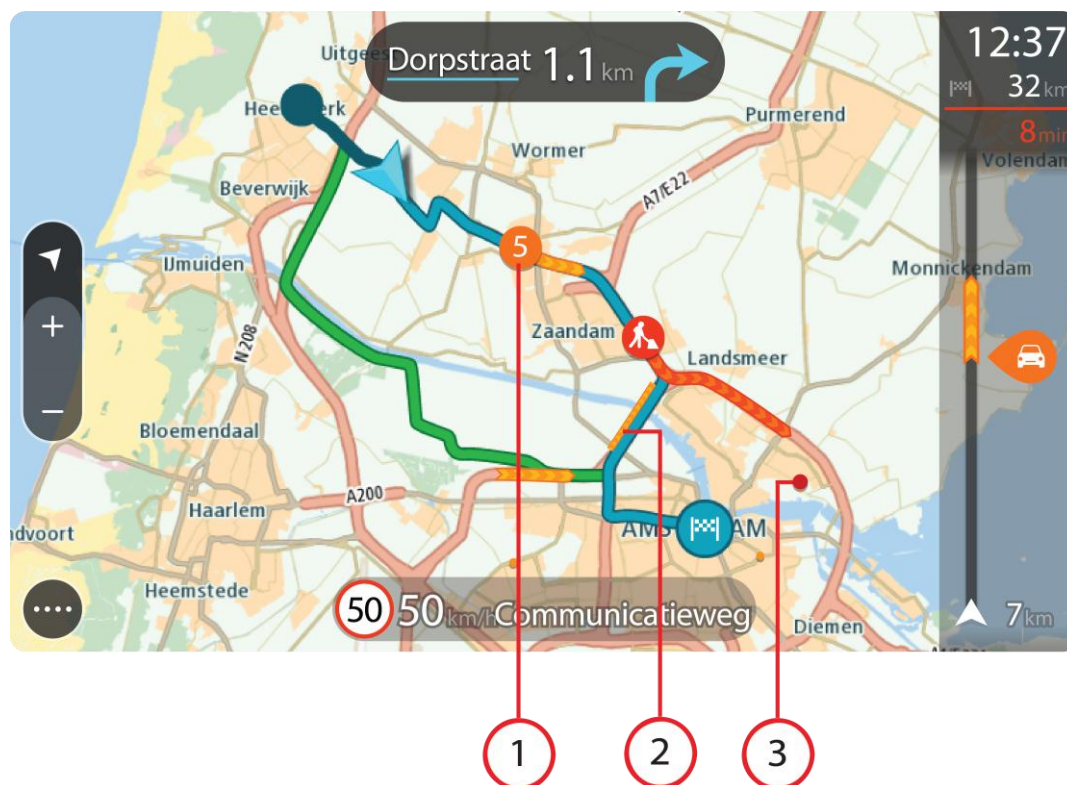 Dorpstraat 1.1 km
12:37
32 km
8 min
Uitgeest
Purmerend
Wormer
Volendam
Beverwijk
A7/E22
5
IJmuiden
Monnickendam
+
Zaandam
Landsmeer
N 208
−
Bloemendaal
A200
Haarlem
Heemstede
50 50 km/h Communicatieweg
Diemen
7 km
1 2 3